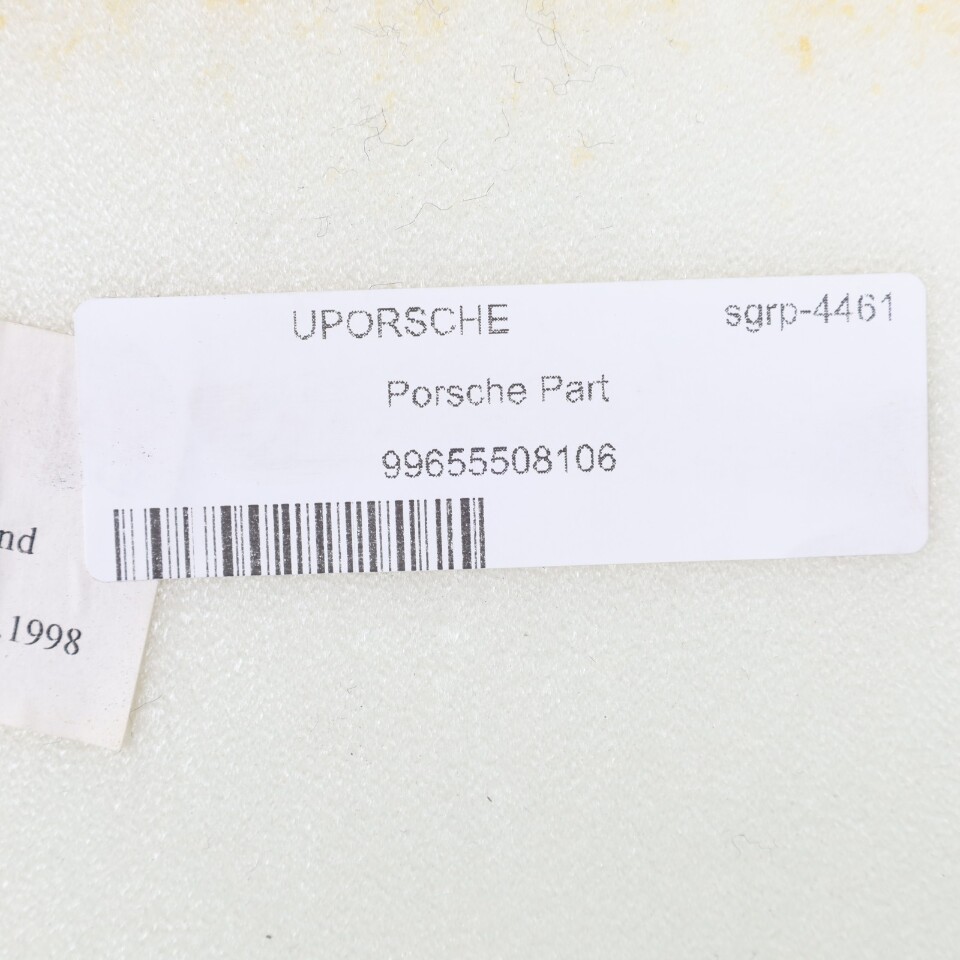 UPORSCHE sgrp-4461
Porsche Part
99655508106
nd
.1998